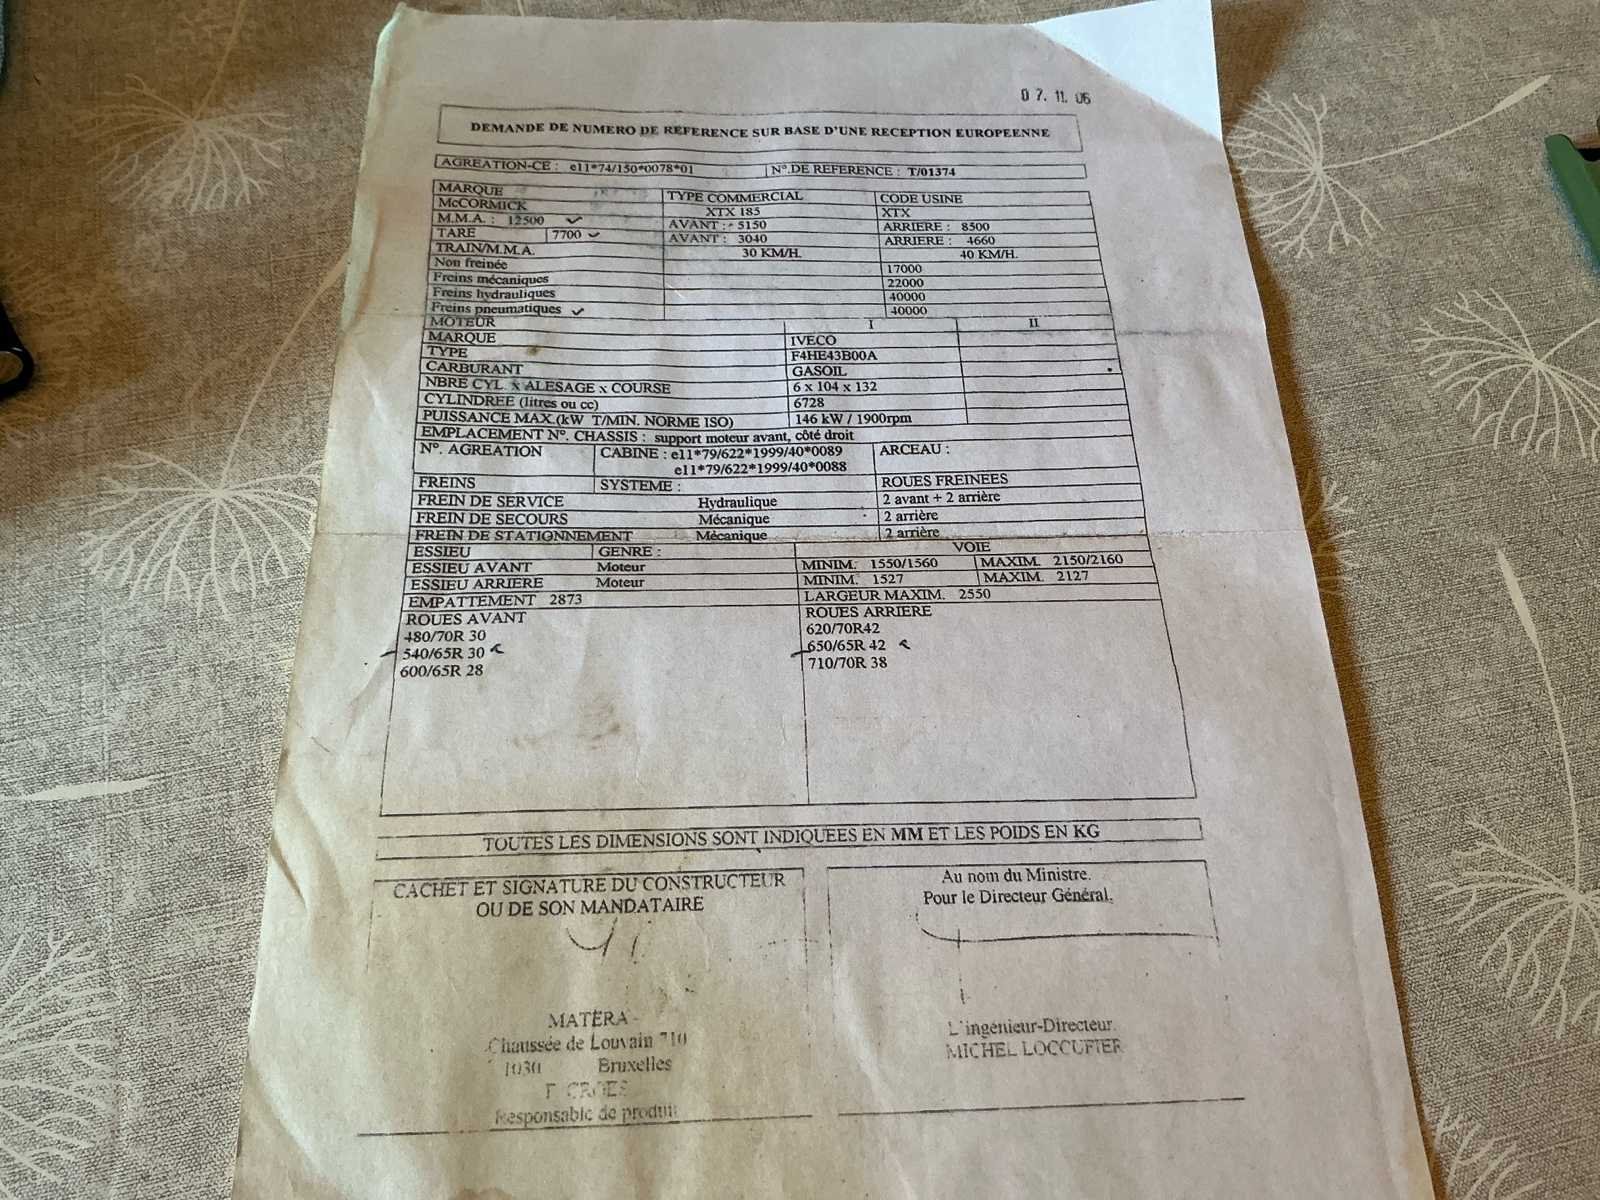 07. 11. 06
DEMANDE DE NUMERO DE REFERENCE SUR BASE D'UNE RECEPTION EUROPEENNE
AGREATION-CE : e11*74/150*0078*01 N°.DE REFERENCE : T/01374
MARQUE TYPE COMMERCIAL CODE USINE
McCORMICK XTX 185 XTX
M.M.A. : 12500 AVANT : 5150 ARRIERE : 8500
TARE 7700 AVANT : 3040 ARRIERE : 4660
TRAIN/M.M.A. 30 KM/H. 40 KM/H.
Non freinée 17000
Freins mécaniques 22000
Freins hydrauliques 40000
Freins pneumatiques 40000
MOTEUR I II
MARQUE IVECO
TYPE F4HE43B00A
CARBURANT GASOIL
NBRE CYL x ALESAGE x COURSE 6 x 104 x 132
CYLINDREE (litres ou cc) 6728
PUISSANCE MAX.(kW T/MIN. NORME ISO) 146 kW / 1900rpm
EMPLACEMENT N°. CHASSIS : support moteur avant, côté droit
N°. AGREATION CABINE : e11*79/622*1999/40*0089 ARCEAU :
e11*79/622*1999/40*0088
FREINS SYSTEME : ROUES FREINEES
FREIN DE SERVICE Hydraulique 2 avant + 2 arrière
FREIN DE SECOURS Mécanique 2 arrière
FREIN DE STATIONNEMENT Mécanique 2 arrière
ESSIEU GENRE : VOIE
ESSIEU AVANT Moteur MINIM. 1550/1560 MAXIM. 2150/2160
ESSIEU ARRIERE Moteur MINIM. 1527 MAXIM. 2127
EMPATTEMENT 2873 LARGEUR MAXIM. 2550
ROUES AVANT ROUES ARRIERE
480/70R 30 620/70R42
540/65R 30 650/65R 42
600/65R 28 710/70R 38
TOUTES LES DIMENSIONS SONT INDIQUEES EN MM ET LES POIDS EN KG
CACHET ET SIGNATURE DU CONSTRUCTEUR
OU DE SON MANDATAIRE
Au nom du Ministre.
Pour le Directeur Général.
MATERA
Chaussée de Louvain 710
1030 Bruxelles
CROES
Responsable de produit
L'ingénieur-Directeur.
MICHEL LOCCUFIER